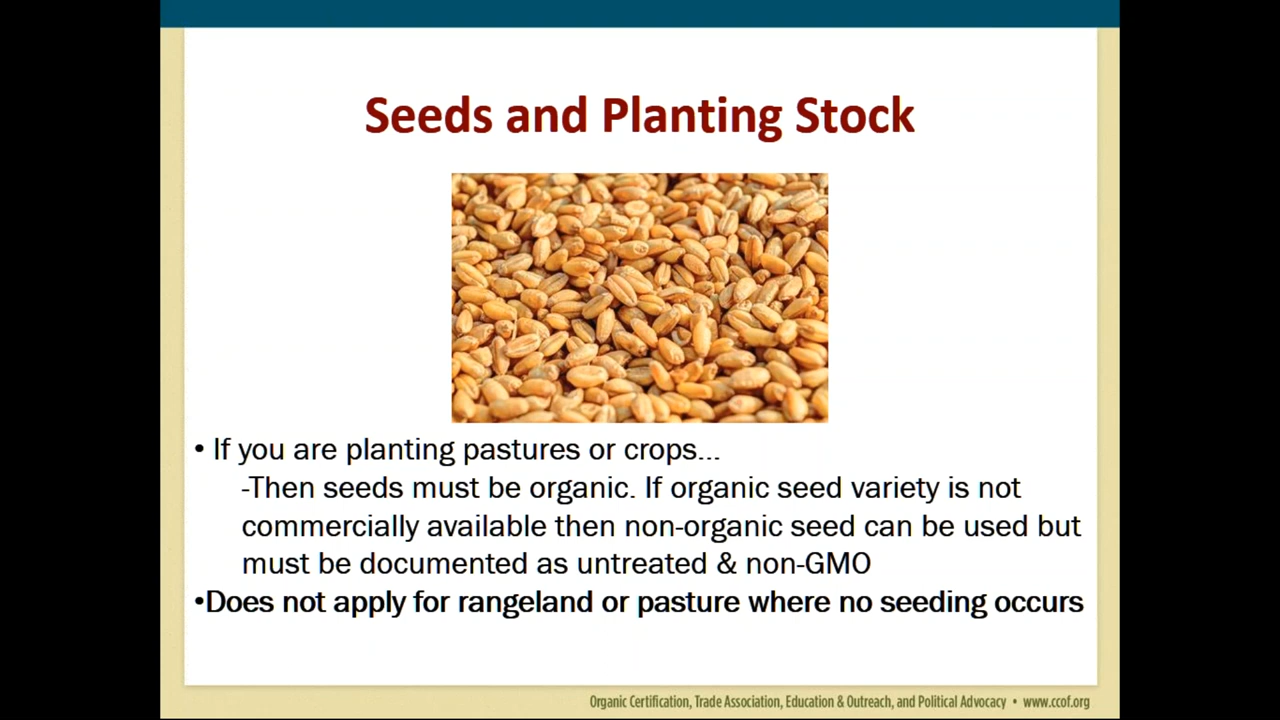 Seeds and Planting Stock
• If you are planting pastures or crops...
-Then seeds must be organic. If organic seed variety is not
commercially available then non-organic seed can be used but
must be documented as untreated & non-GMO
•Does not apply for rangeland or pasture where no seeding occurs
Organic Certification, Trade Association, Education & Outreach, and Political Advocacy • www.ccof.org